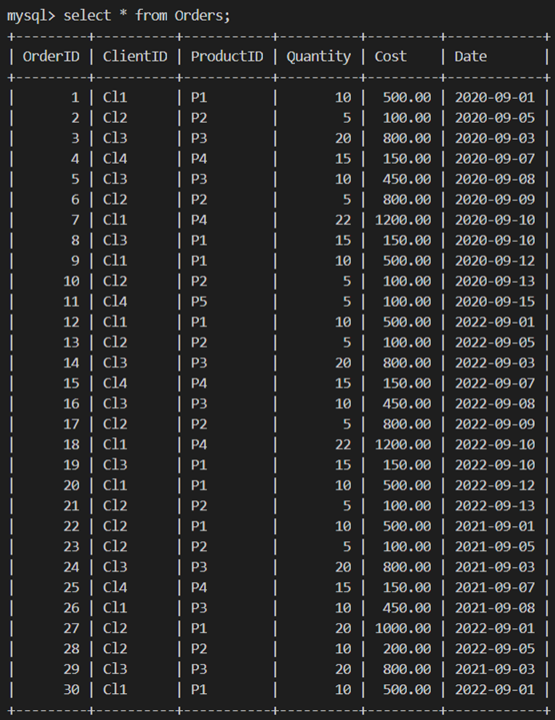 mysql> select * from Orders;
+---------+----------+-----------+----------+---------+------------+
| OrderID | ClientID | ProductID | Quantity | Cost    | Date       |
+---------+----------+-----------+----------+---------+------------+
|       1 | Cl1      | P1        |       10 |  500.00 | 2020-09-01 |
|       2 | Cl2      | P2        |        5 |  100.00 | 2020-09-05 |
|       3 | Cl3      | P3        |       20 |  800.00 | 2020-09-03 |
|       4 | Cl4      | P4        |       15 |  150.00 | 2020-09-07 |
|       5 | Cl3      | P3        |       10 |  450.00 | 2020-09-08 |
|       6 | Cl2      | P2        |        5 |  800.00 | 2020-09-09 |
|       7 | Cl1      | P4        |       22 | 1200.00 | 2020-09-10 |
|       8 | Cl3      | P1        |       15 |  150.00 | 2020-09-10 |
|       9 | Cl1      | P1        |       10 |  500.00 | 2020-09-12 |
|      10 | Cl2      | P2        |        5 |  100.00 | 2020-09-13 |
|      11 | Cl4      | P5        |        5 |  100.00 | 2020-09-15 |
|      12 | Cl1      | P1        |       10 |  500.00 | 2022-09-01 |
|      13 | Cl2      | P2        |        5 |  100.00 | 2022-09-05 |
|      14 | Cl3      | P3        |       20 |  800.00 | 2022-09-03 |
|      15 | Cl4      | P4        |       15 |  150.00 | 2022-09-07 |
|      16 | Cl3      | P3        |       10 |  450.00 | 2022-09-08 |
|      17 | Cl2      | P2        |        5 |  800.00 | 2022-09-09 |
|      18 | Cl1      | P4        |       22 | 1200.00 | 2022-09-10 |
|      19 | Cl3      | P1        |       15 |  150.00 | 2022-09-10 |
|      20 | Cl1      | P1        |       10 |  500.00 | 2022-09-12 |
|      21 | Cl2      | P2        |        5 |  100.00 | 2022-09-13 |
|      22 | Cl2      | P1        |       10 |  500.00 | 2021-09-01 |
|      23 | Cl2      | P2        |        5 |  100.00 | 2021-09-05 |
|      24 | Cl3      | P3        |       20 |  800.00 | 2021-09-03 |
|      25 | Cl4      | P4        |       15 |  150.00 | 2021-09-07 |
|      26 | Cl1      | P3        |       10 |  450.00 | 2021-09-08 |
|      27 | Cl2      | P1        |       20 | 1000.00 | 2022-09-01 |
|      28 | Cl2      | P2        |       10 |  200.00 | 2022-09-05 |
|      29 | Cl3      | P3        |       20 |  800.00 | 2021-09-03 |
|      30 | Cl1      | P1        |       10 |  500.00 | 2022-09-01 |
+---------+----------+-----------+----------+---------+------------+